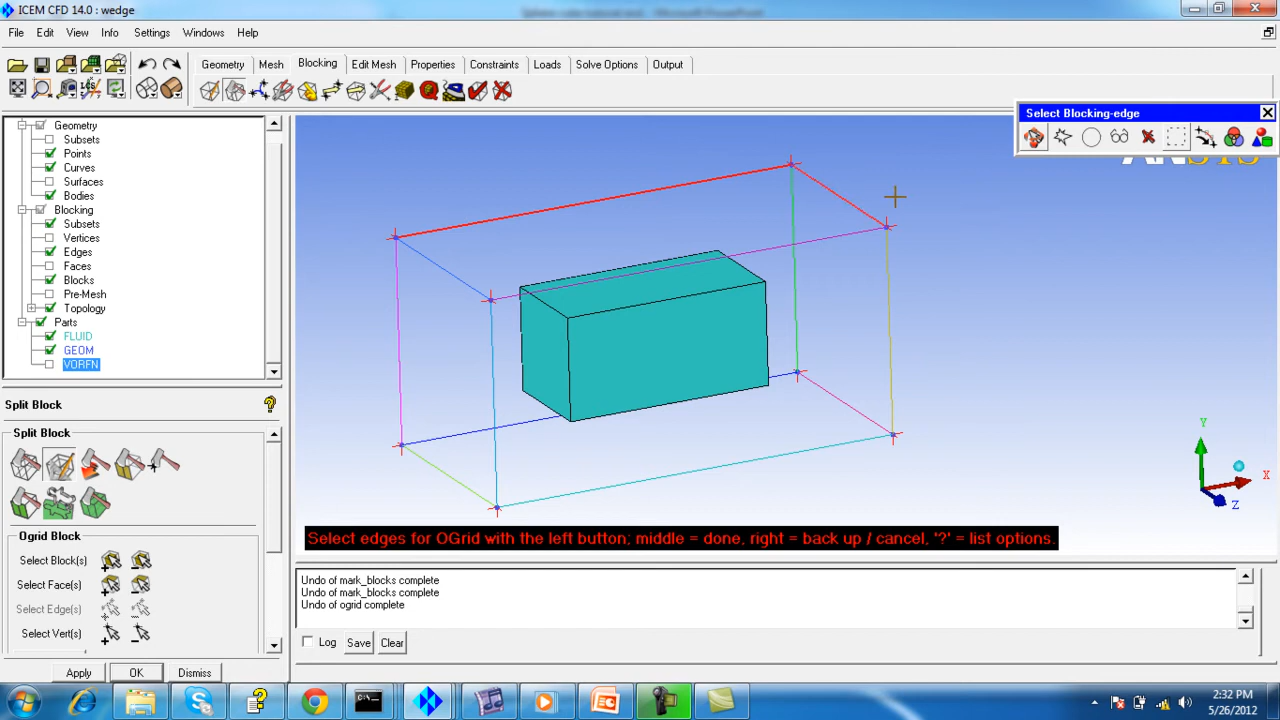 ICEM CFD 14.0 : wedge
File Edit View Info Settings Windows Help
Geometry Mesh Blocking Edit Mesh Properties Constraints Loads Solve Options Output
Select Blocking-edge
ANSYS
Geometry
Subsets
Points
Curves
Surfaces
Bodies
Blocking
Subsets
Vertices
Edges
Faces
Blocks
Pre-Mesh
Topology
Parts
FLUID
GEOM
VORFN
Split Block
Split Block
Ogrid Block
Select Block(s)
Select Face(s)
Select Edge(s)
Select Vert(s)
Apply OK Dismiss
Y
X
Z
Select edges for OGrid with the left button; middle = done, right = back up / cancel, '?' = list options.
Undo of mark_blocks complete
Undo of mark_blocks complete
Undo of ogrid complete
Log Save Clear
2:32 PM
5/26/2012